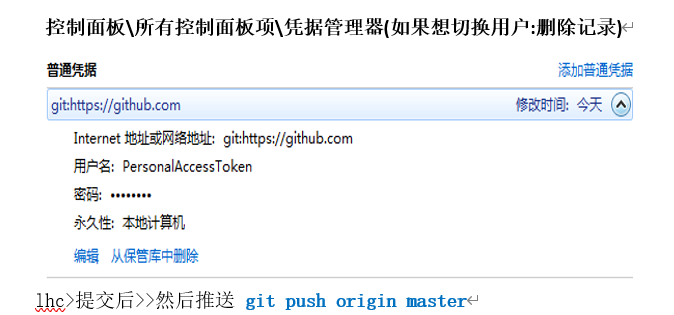 控制面板\所有控制面板项\凭据管理器(如果想切换用户:删除记录)
普通凭据 添加普通凭据
git:https://github.com 修改时间: 今天
Internet 地址或网络地址: git:https://github.com
用户名: PersonalAccessToken
密码: ••••••••
永久性: 本地计算机
编辑 从保管库中删除
lhc>提交后>>然后推送 git push origin master